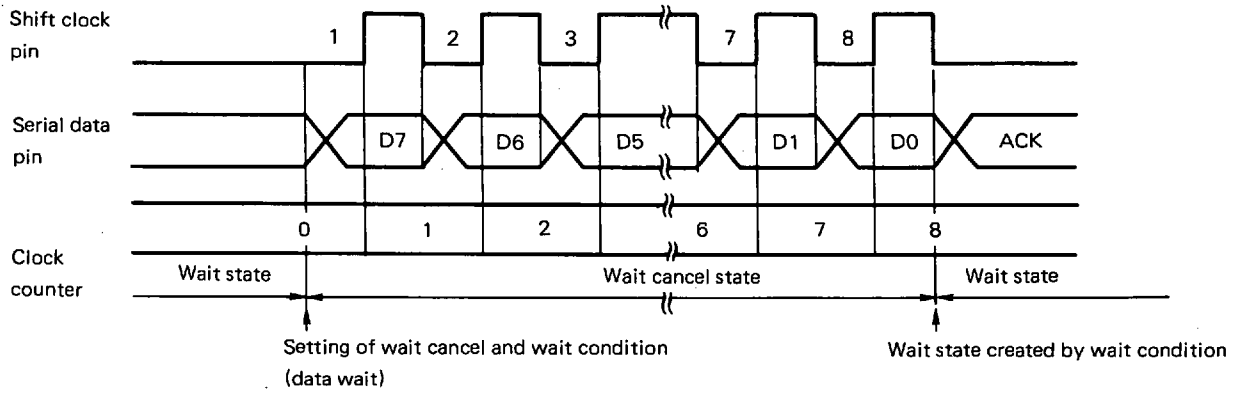 Shift clock
pin
1 2 3 7 8
Serial data
pin
D7 D6 D5 D1 D0 ACK
0 1 2 6 7 8
Clock
counter
Wait state Wait cancel state Wait state
Setting of wait cancel and wait condition
(data wait)
Wait state created by wait condition